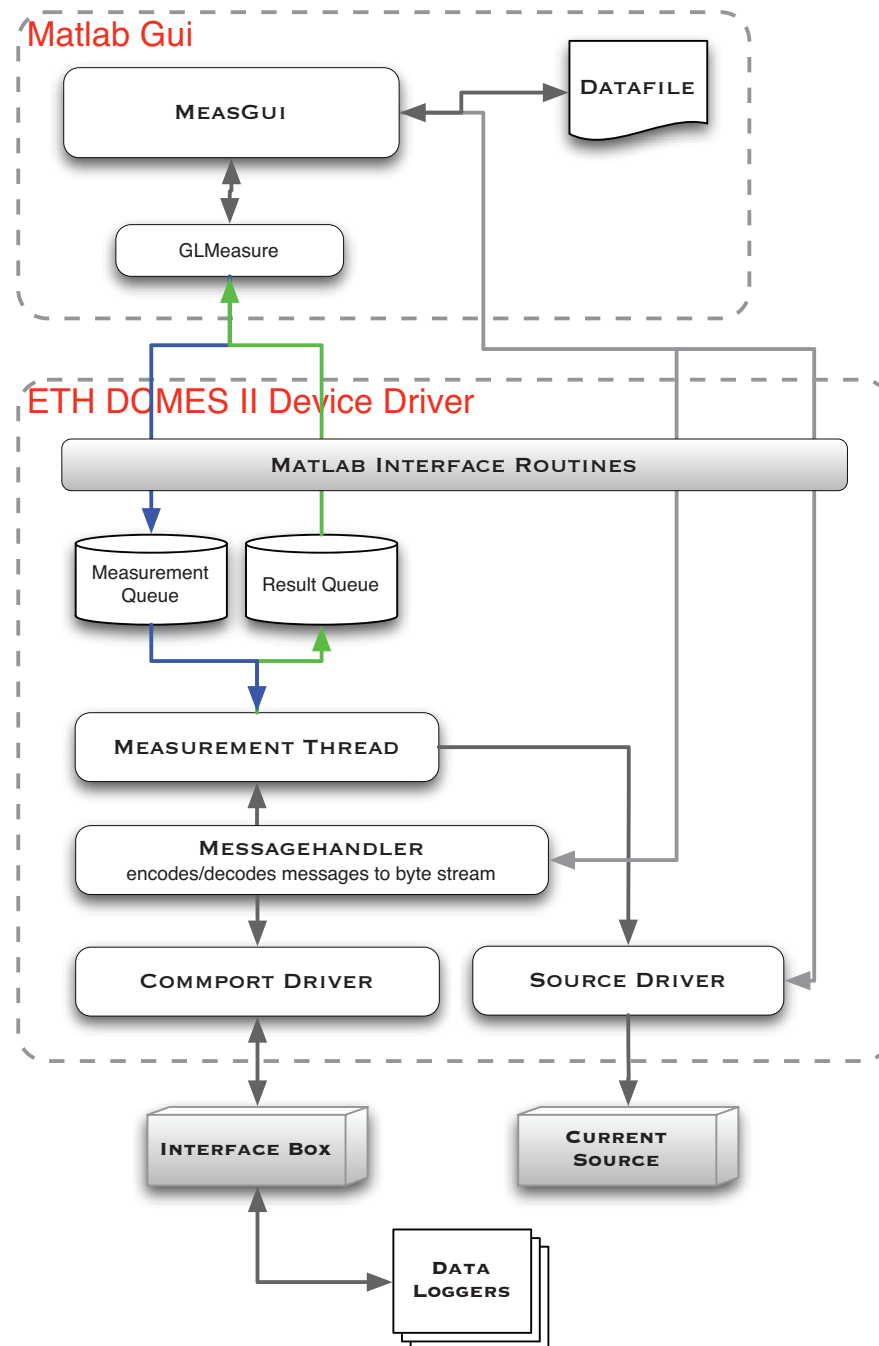 Matlab Gui
MEASGUI
DATAFILE
GLMeasure
ETH DCMES II Device Driver
MATLAB INTERFACE ROUTINES
Measurement
Queue
Result Queue
MEASUREMENT THREAD
MESSAGEHANDLER
encodes/decodes messages to byte stream
COMMPORT DRIVER
SOURCE DRIVER
INTERFACE BOX
CURRENT
SOURCE
DATA
LOGGERS